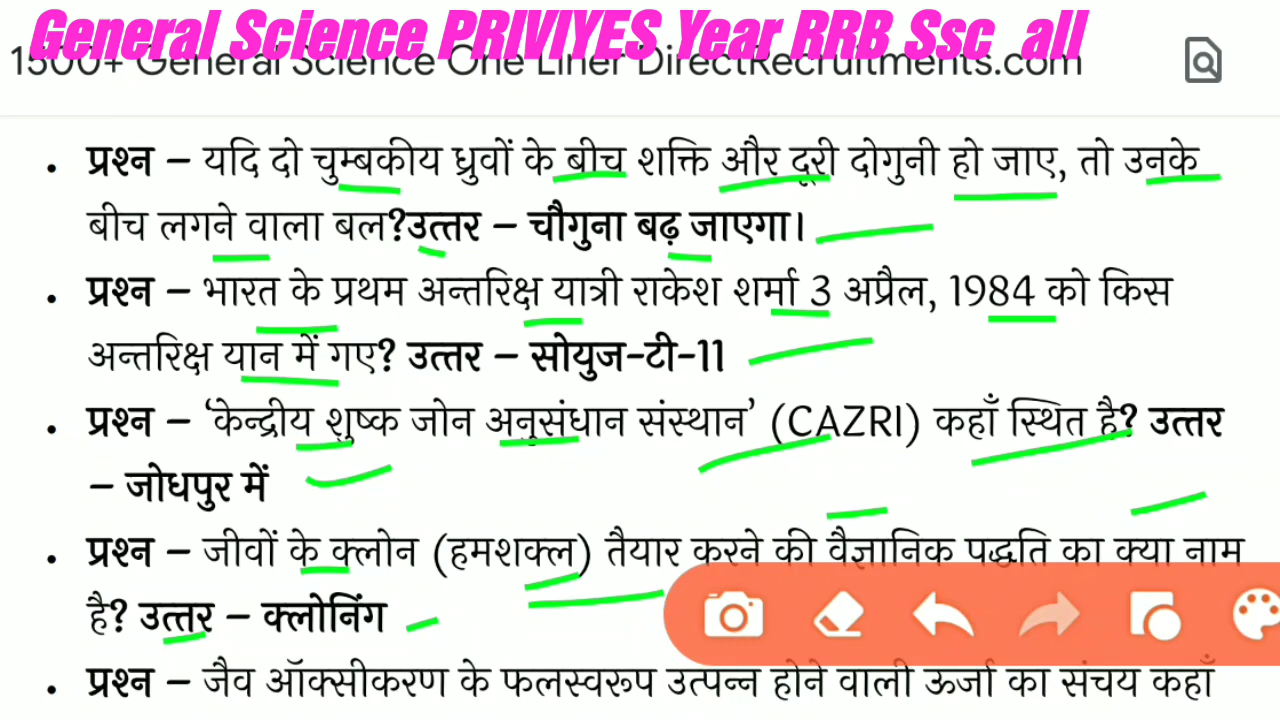 General Science PRIVIYES Year RRB Ssc all
1500+ General Science One Liner DirectRecruitments.com
• प्रश्न – यदि दो चुम्बकीय ध्रुवों के बीच शक्ति और दूरी दोगुनी हो जाए, तो उनके
बीच लगने वाला बल?उत्तर – चौगुना बढ़ जाएगा।
• प्रश्न – भारत के प्रथम अन्तरिक्ष यात्री राकेश शर्मा 3 अप्रैल, 1984 को किस
अन्तरिक्ष यान में गए? उत्तर – सोयुज-टी-11
• प्रश्न – ‘केन्द्रीय शुष्क जोन अनुसंधान संस्थान’ (CAZRI) कहाँ स्थित है? उत्तर
– जोधपुर में
• प्रश्न – जीवों के क्लोन (हमशक्ल) तैयार करने की वैज्ञानिक पद्धति का क्या नाम
है? उत्तर – क्लोनिंग
• प्रश्न – जैव ऑक्सीकरण के फलस्वरूप उत्पन्न होने वाली ऊर्जा का संचय कहाँ